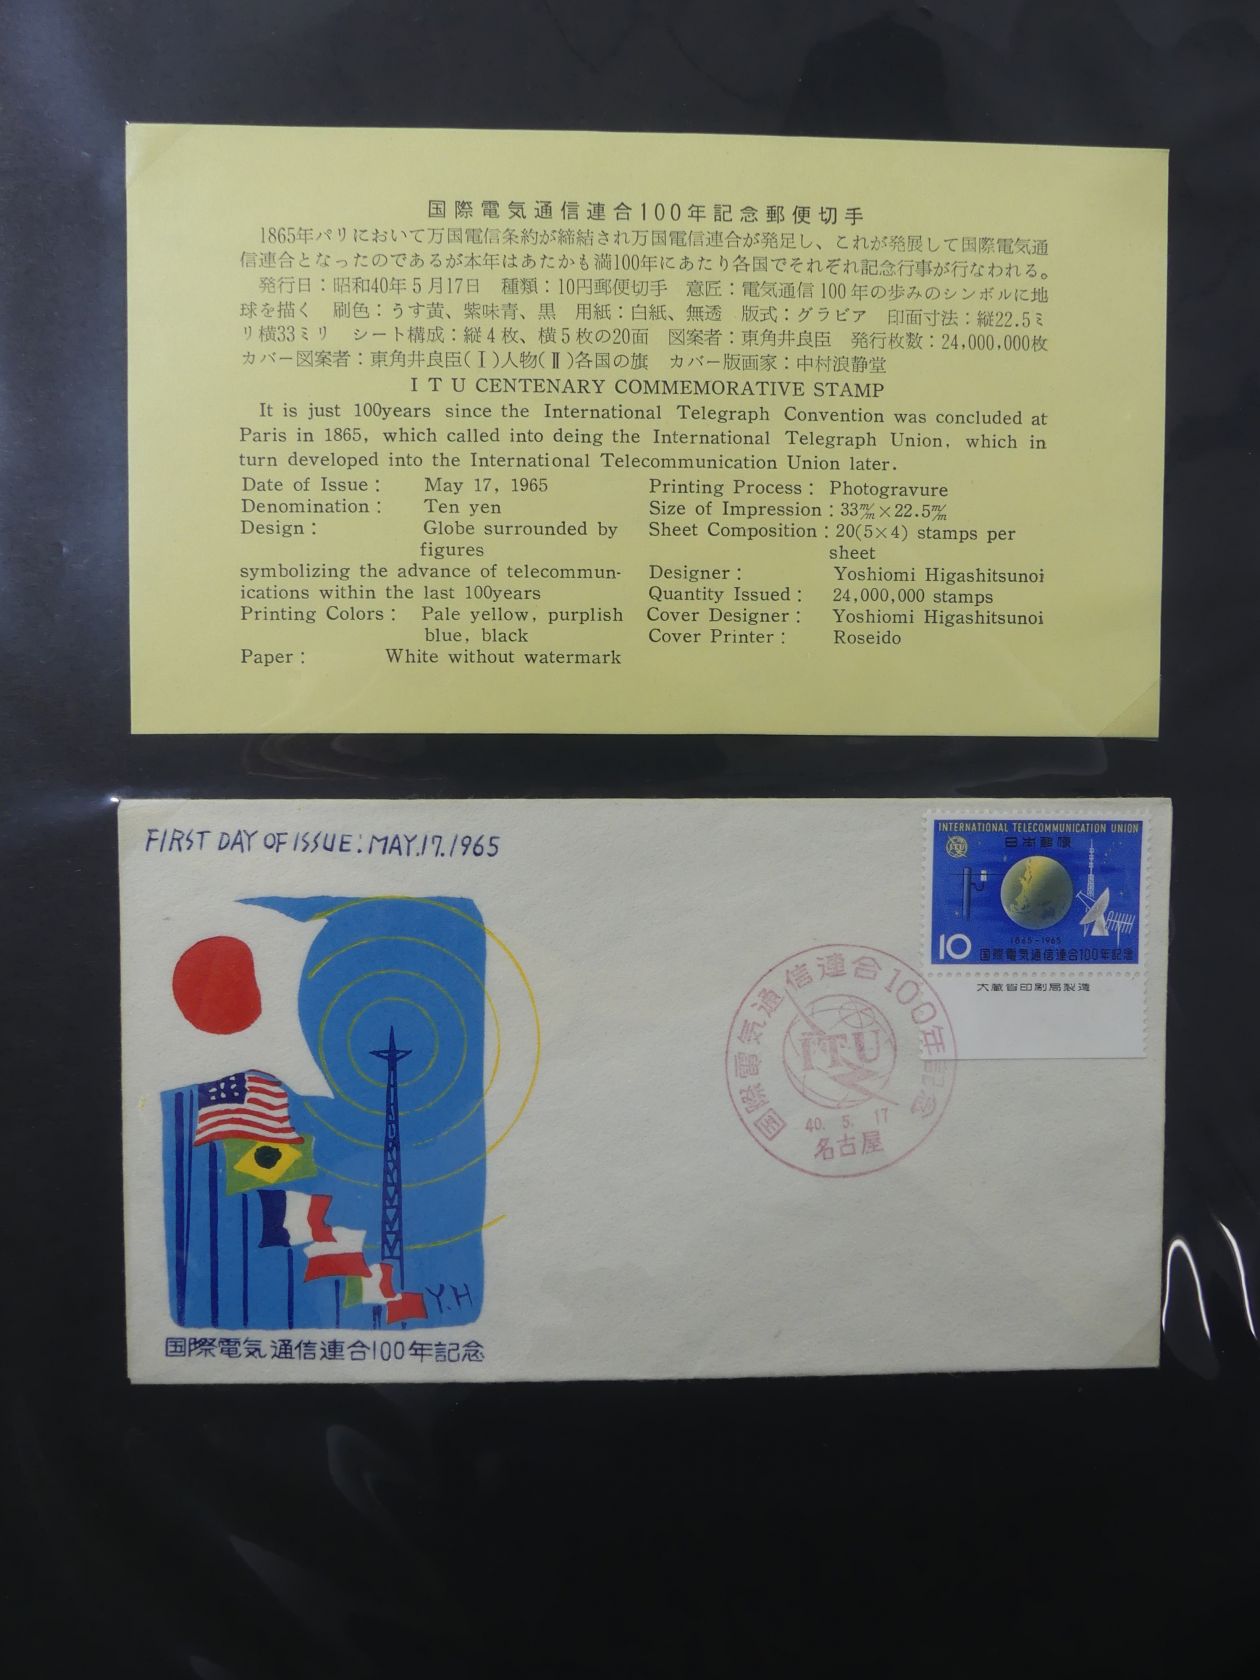 国際電気通信連合100年記念郵便切手
1865年パリにおいて万国電信条約が締結され万国電信連合が発足し、これが発展して国際電気通
信連合となったのであるが本年はあたかも満100年にあたり各国でそれぞれ記念行事が行なわれる。
発行日:昭和40年5月17日 種類:10円郵便切手 意匠:電気通信100年の歩みのシンボルに地
球を描く 刷色:うす黄、紫味青、黒 用紙:白紙、無透 版式:グラビア 印面寸法:縦22.5ミ
リ横33ミリ シート構成:縦4枚、横5枚の20面 図案者:東角井良臣 発行枚数:24,000,000枚
カバー図案者:東角井良臣(Ⅰ)人物(Ⅱ)各国の旗 カバー版画家:中村浪静堂
I T U CENTENARY COMMEMORATIVE STAMP
It is just 100years since the International Telegraph Convention was concluded at
Paris in 1865, which called into deing the International Telegraph Union, which in
turn developed into the International Telecommunication Union later.
Date of Issue: May 17, 1965 Printing Process: Photogravure
Denomination: Ten yen Size of Impression: 33m/m×22.5m/m
Design: Globe surrounded by Sheet Composition: 20(5×4) stamps per
figures sheet
symbolizing the advance of telecommun- Designer: Yoshiomi Higashitsunoi
ications within the last 100years Quantity Issued: 24,000,000 stamps
Printing Colors: Pale yellow, purplish Cover Designer: Yoshiomi Higashitsunoi
blue, black Cover Printer: Roseido
Paper: White without watermark
FIRST DAY OF ISSUE: MAY.17.1965
INTERNATIONAL TELECOMMUNICATION UNION
ITU 日本郵便
10
1865-1965
国際電気通信連合100年記念
大蔵省印刷局製造
国際電気通信連合100年記念
ITU
40. 5. 17
名古屋
Y.H
国際電気通信連合100年記念